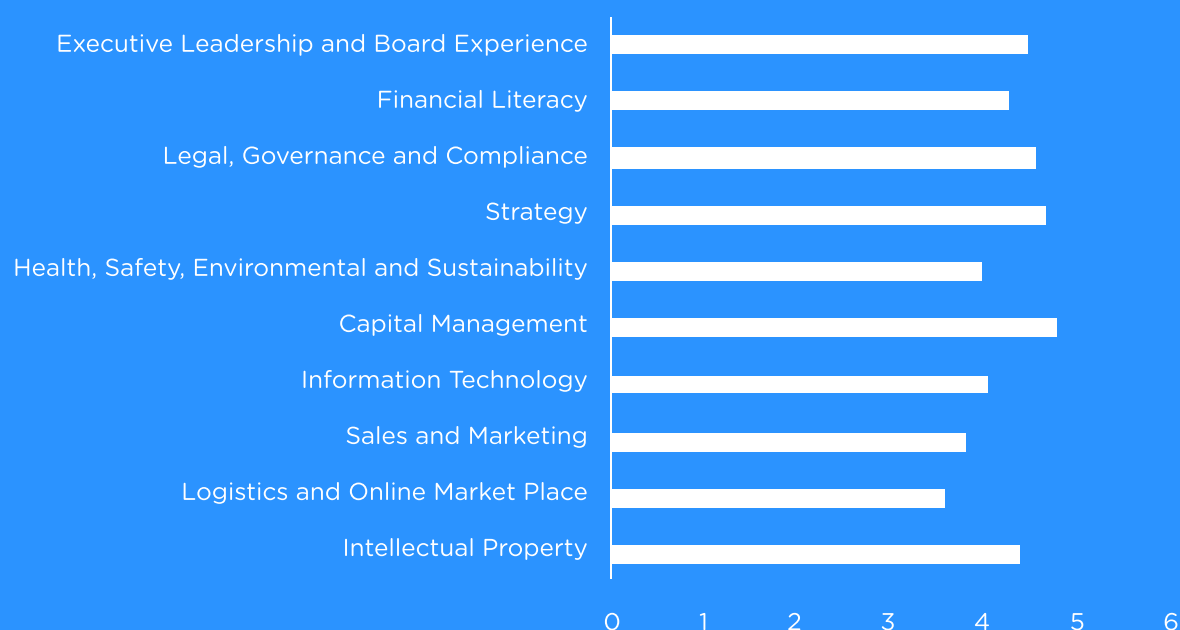 Executive Leadership and Board Experience
Financial Literacy
Legal, Governance and Compliance
Strategy
Health, Safety, Environmental and Sustainability
Capital Management
Information Technology
Sales and Marketing
Logistics and Online Market Place
Intellectual Property
0 1 2 3 4 5 6